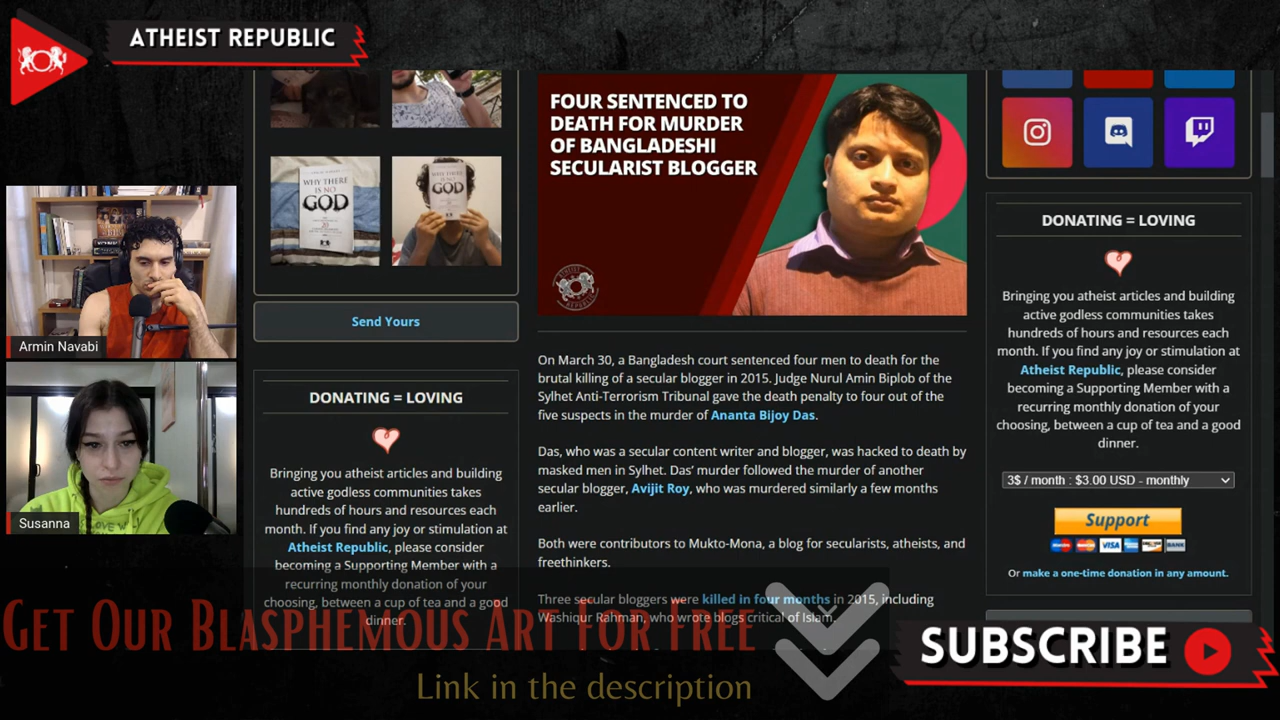 ATHEIST REPUBLIC
Armin Navabi
Susanna
WHY THERE
IS NO
GOD
WHY THERE
IS NO
GOD
Send Yours
DONATING = LOVING
Bringing you atheist articles and building
active godless communities takes
hundreds of hours and resources each
month. If you find any joy or stimulation at
Atheist Republic, please consider
becoming a Supporting Member with a
recurring monthly donation of your
choosing, between a cup of tea and a good
dinner.
FOUR SENTENCED TO
DEATH FOR MURDER
OF BANGLADESHI
SECULARIST BLOGGER
ATHEIST
REPUBLIC
On March 30, a Bangladesh court sentenced four men to death for the
brutal killing of a secular blogger in 2015. Judge Nurul Amin Biplob of the
Sylhet Anti-Terrorism Tribunal gave the death penalty to four out of the
five suspects in the murder of Ananta Bijoy Das.
Das, who was a secular content writer and blogger, was hacked to death by
masked men in Sylhet. Das' murder followed the murder of another
secular blogger, Avijit Roy, who was murdered similarly a few months
earlier.
Both were contributors to Mukto-Mona, a blog for secularists, atheists, and
freethinkers.
Three secular bloggers were killed in four months in 2015, including
Washiqur Rahman, who wrote blogs critical of Islam.
DONATING = LOVING
Bringing you atheist articles and building
active godless communities takes
hundreds of hours and resources each
month. If you find any joy or stimulation at
Atheist Republic, please consider
becoming a Supporting Member with a
recurring monthly donation of your
choosing, between a cup of tea and a good
dinner.
3$ / month : $3.00 USD - monthly
Support
VISA
BANK
Or make a one-time donation in any amount.
GET OUR BLASPHEMOUS ART FOR FREE
Link in the description
SUBSCRIBE